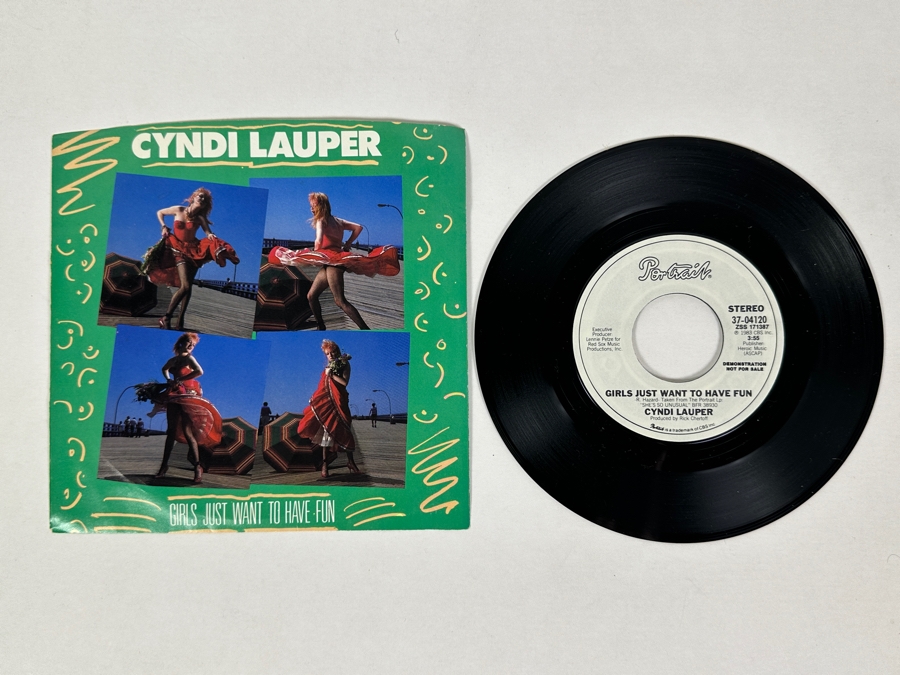 CYNDI LAUPER
GIRLS JUST WANT TO HAVE FUN
Portrait
STEREO
37-04120
ZSS 171387
℗ 1983 CBS Inc.
3:55
Publisher:
Heroic Music
(ASCAP)
DEMONSTRATION
NOT FOR SALE
Executive
Producer
Lennie Petze for
Red Sox Music
Productions, Inc.
GIRLS JUST WANT TO HAVE FUN
R. Hazard Taken From The Portrait Lp:
"SHE'S SO UNUSUAL" BFR 38930
CYNDI LAUPER
Produced by Rick Chertoff
Portrait is a trademark of CBS Inc.